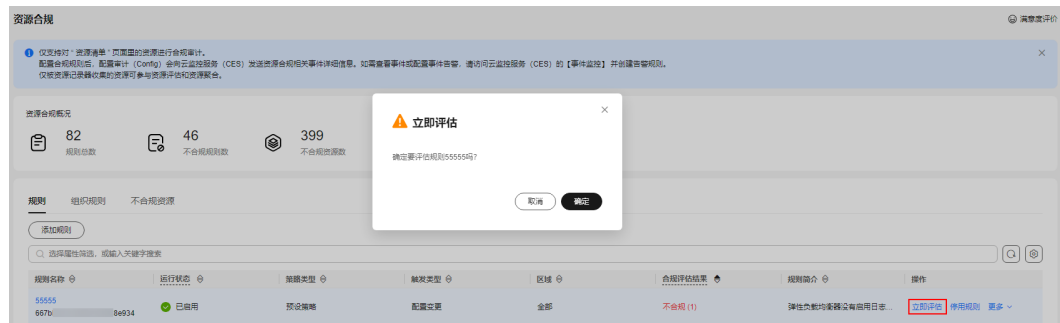 资源合规
满意度评价
仅支持对“资源清单”页面里的资源进行合规审计。
配置合规规则后，配置审计（Config）会向云监控服务（CES）发送资源合规相关事件详细信息。如需查看事件或配置事件告警，请访问云监控服务（CES）的【事件监控】并创建告警规则。
仅被资源记录器收集的资源可参与资源评估和资源聚合。
资源合规概况
82
规则总数
46
不合规规则数
399
不合规资源数
立即评估
确定要评估规则55555吗?
取消 确定
规则 组织规则 不合规资源
添加规则
选择属性筛选，或输入关键字搜索
规则名称 运行状态 策略类型 触发类型 区域 合规评估结果 规则简介 操作
55555
667b 8e934
已启用 预设策略 配置变更 全部 不合规 (1) 弹性负载均衡器没有启用日志... 立即评估 停用规则 更多